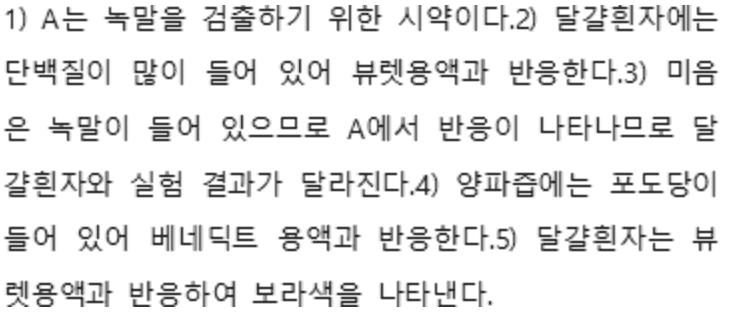 1) A는 녹말을 검출하기 위한 시약이다.2) 달걀흰자에는
단백질이 많이 들어 있어 뷰렛용액과 반응한다.3) 미음
은 녹말이 들어 있으므로 A에서 반응이 나타나므로 달
걀흰자와 실험 결과가 달라진다.4) 양파즙에는 포도당이
들어 있어 베네딕트 용액과 반응한다.5) 달걀흰자는 뷰
렛용액과 반응하여 보라색을 나타낸다.